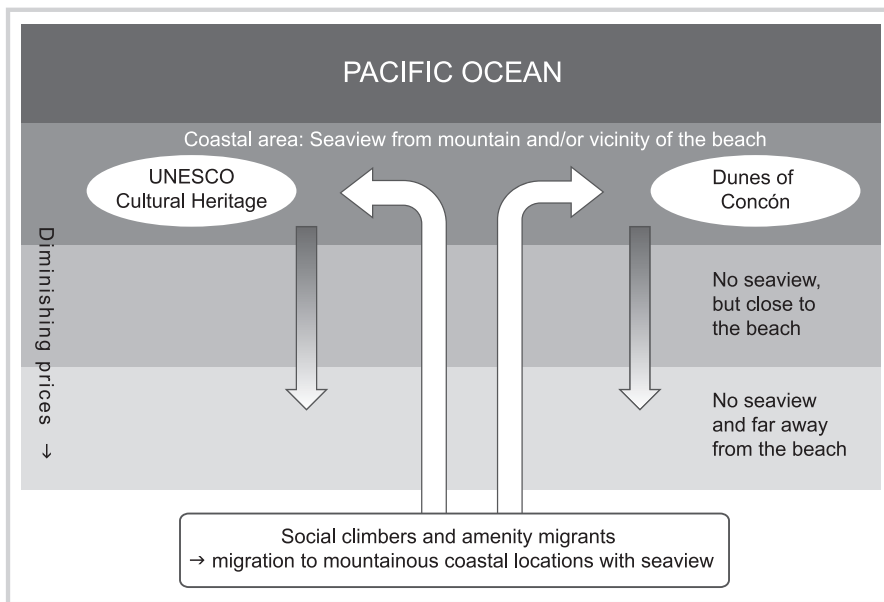 PACIFIC OCEAN
Coastal area: Seaview from mountain and/or vicinity of the beach
UNESCO
Cultural Heritage
Dunes of
Concón
Diminishing prices →
No seaview,
but close to
the beach
No seaview
and far away
from the beach
Social climbers and amenity migrants
→ migration to mountainous coastal locations with seaview